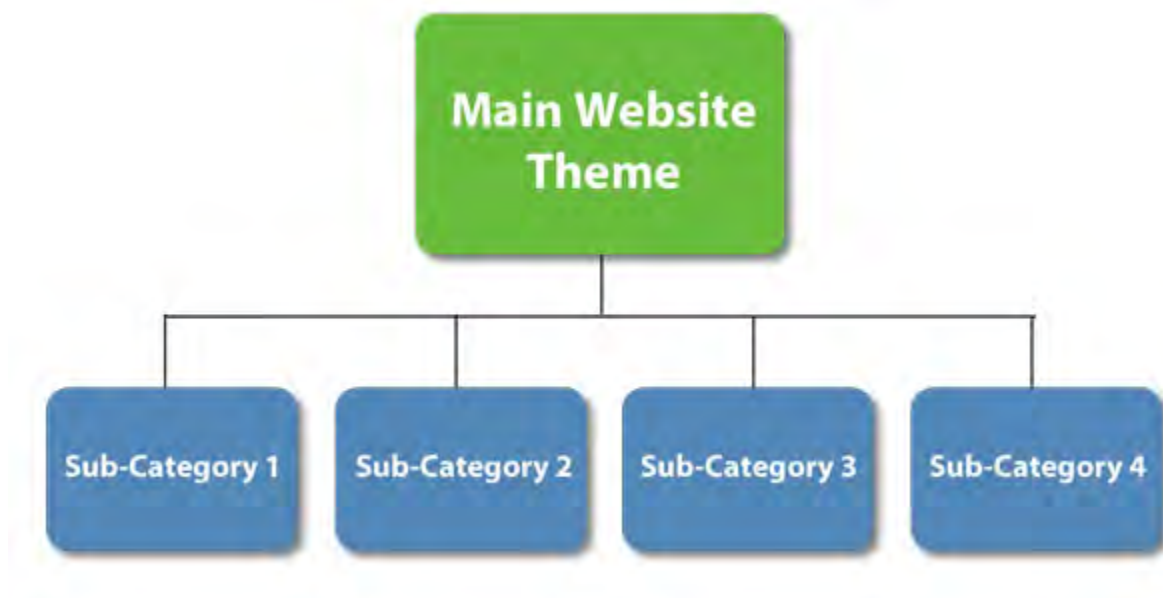 Main Website
Theme
Sub-Category 1
Sub-Category 2
Sub-Category 3
Sub-Category 4